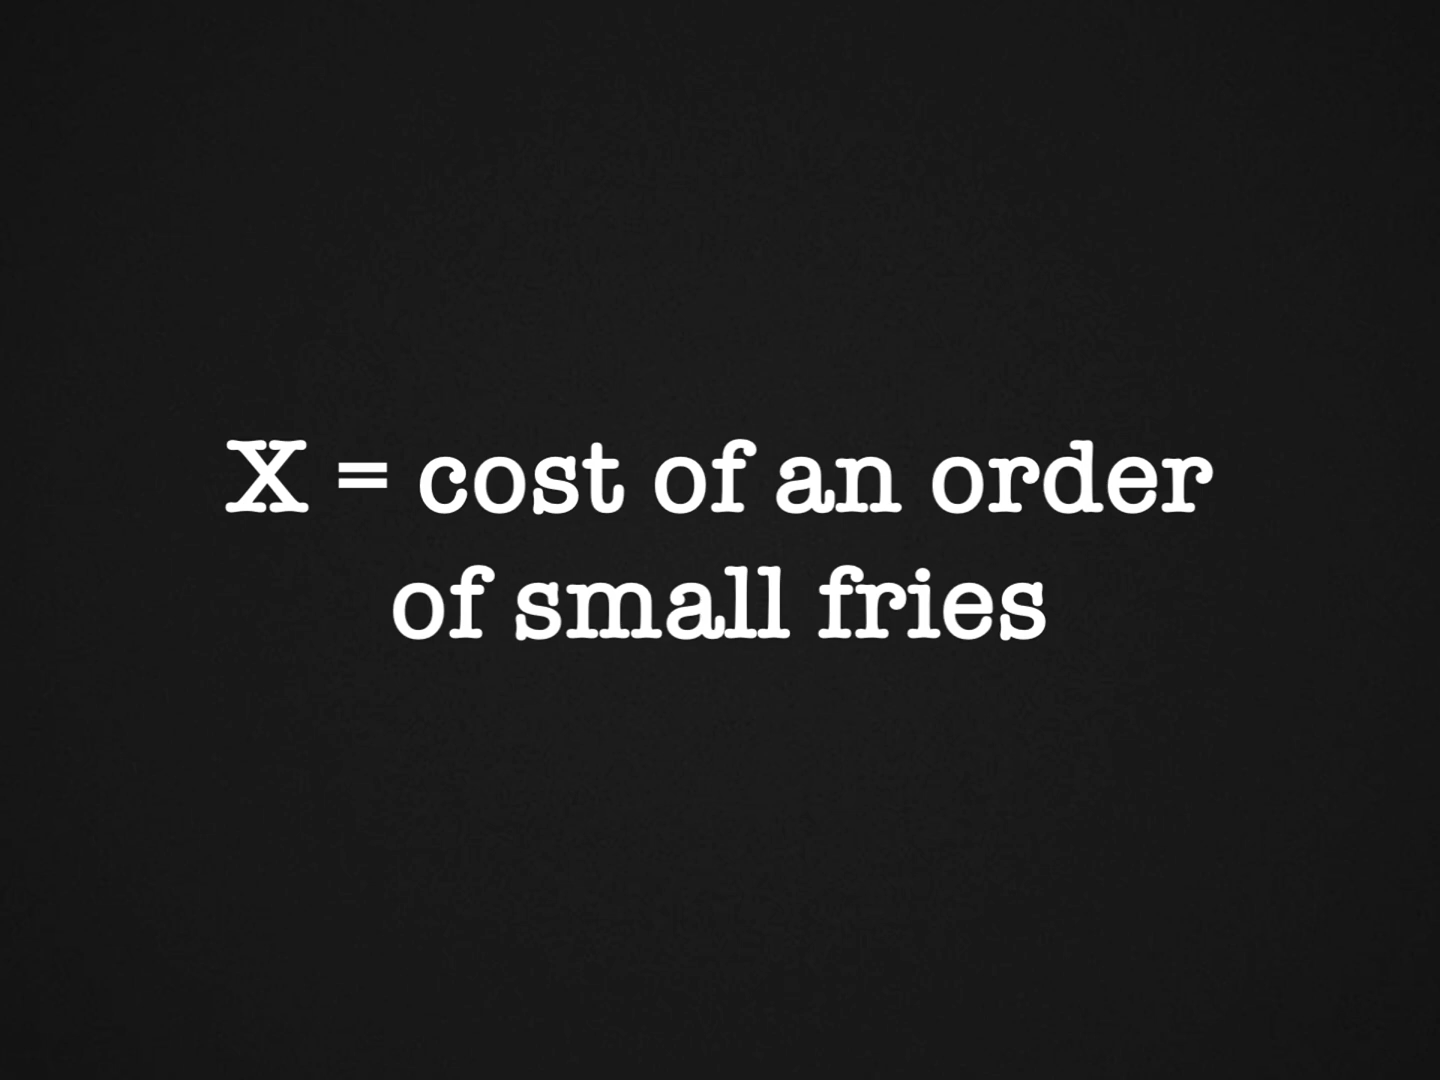 X = cost of an order
of small fries